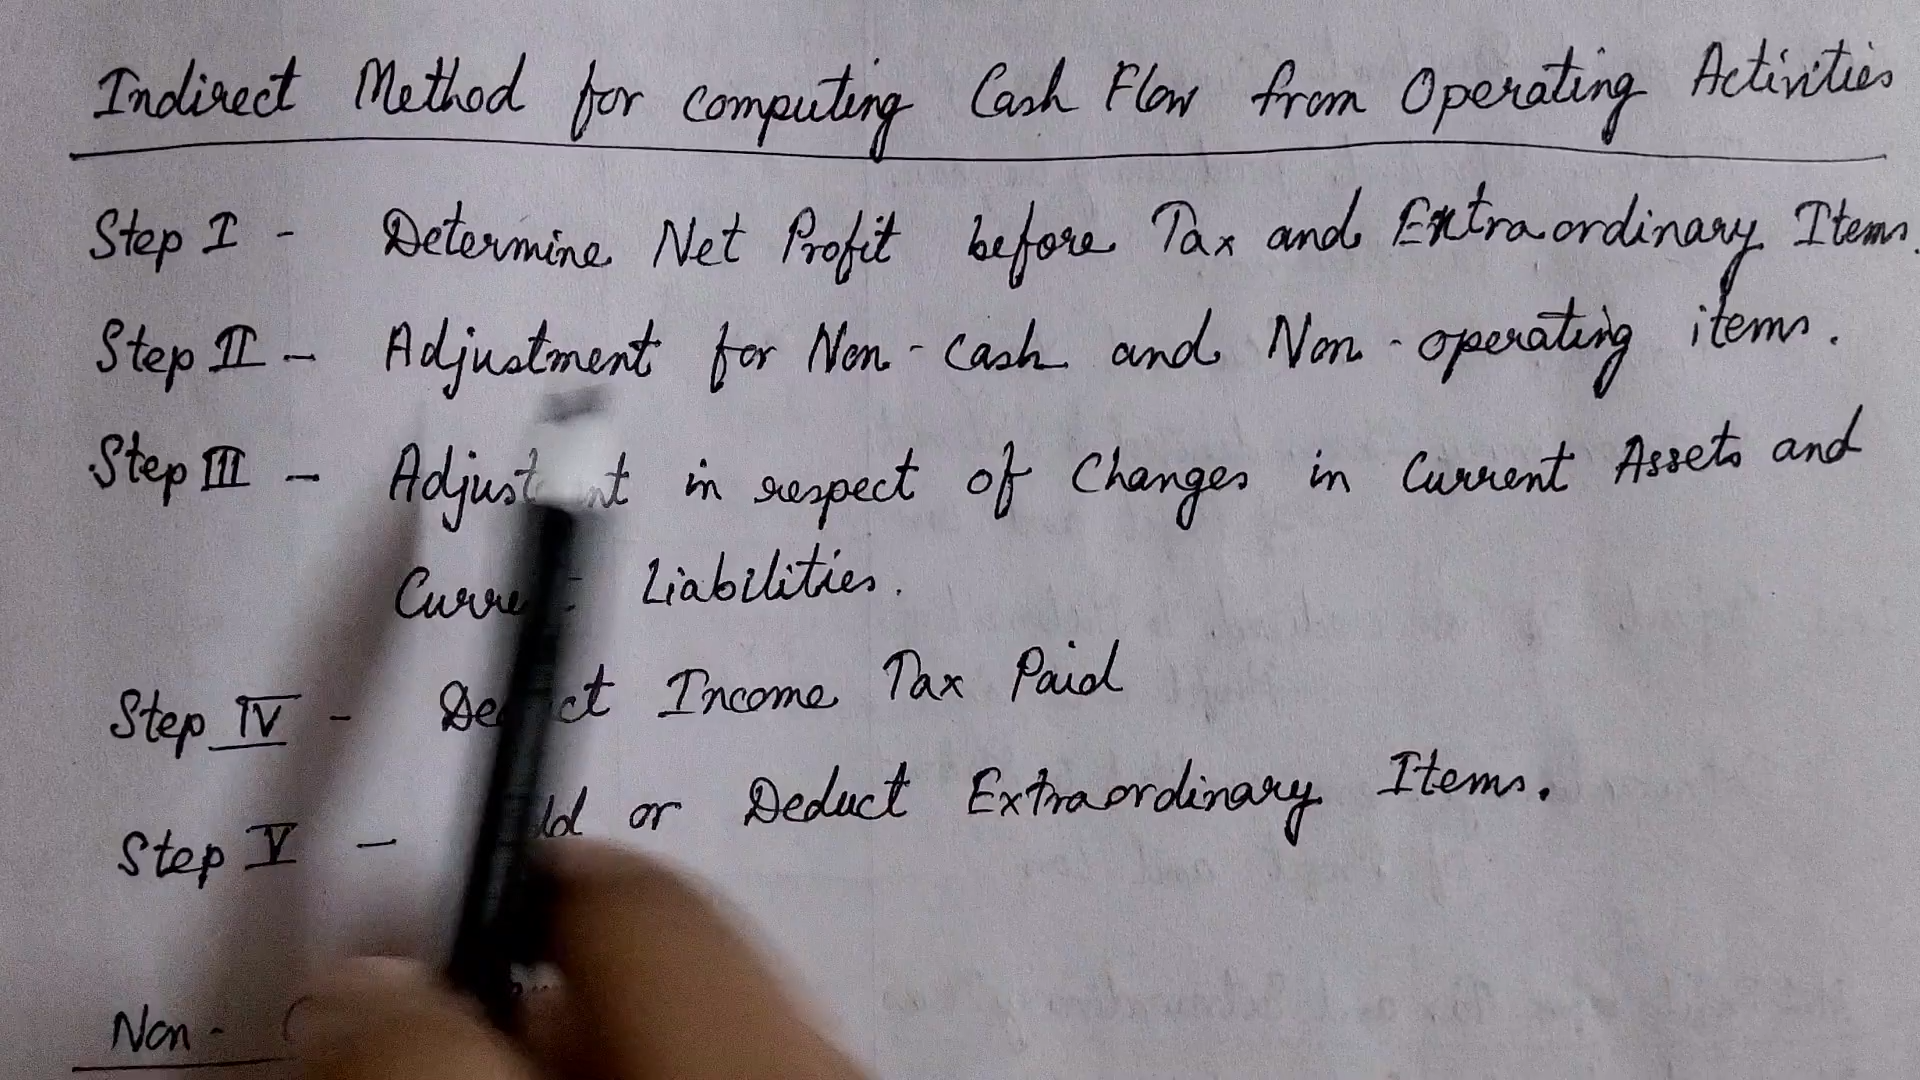 Indirect Method for computing Cash Flow from Operating Activities
Step I - Determine Net Profit before Tax and Extraordinary Items.
Step II - Adjustment for Non-cash and Non-operating items.
Step III - in respect of Changes in Current Assets and
Liabilities.
Step IV - Income Tax Paid
Step V - or Deduct Extraordinary Items.
Non-